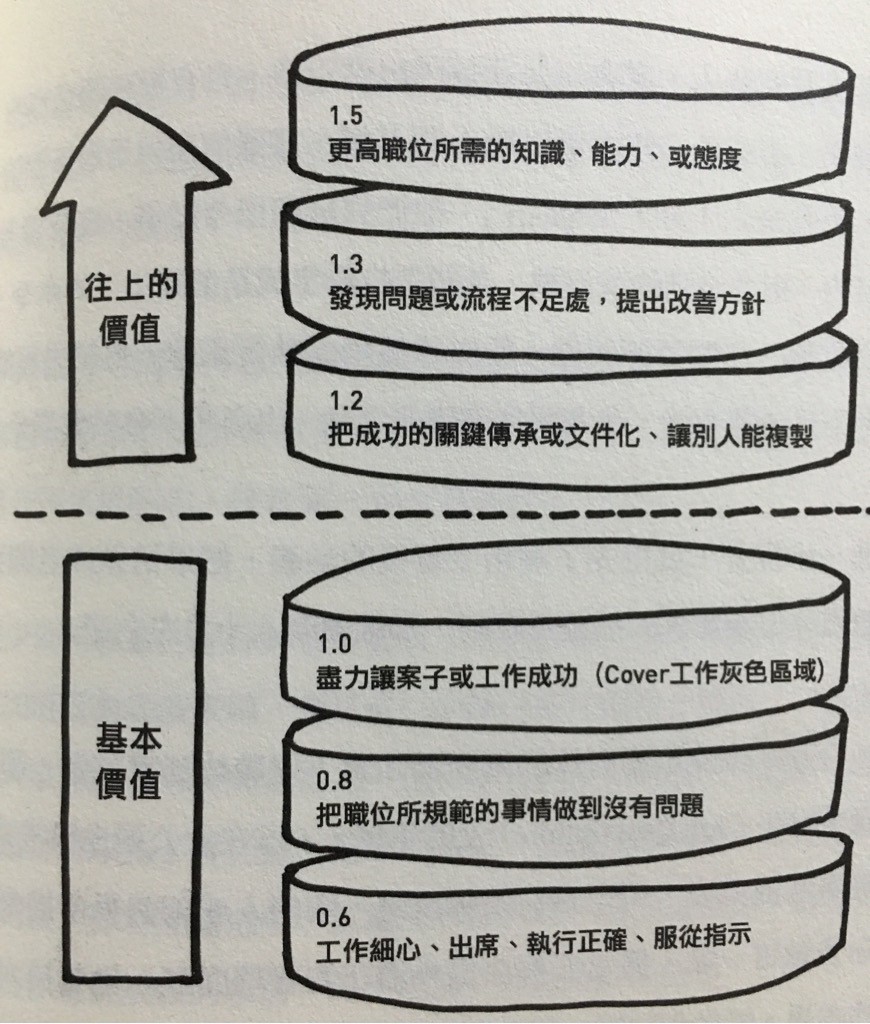 1.5
更高職位所需的知識、能力、或態度
往上的
價值
1.3
發現問題或流程不足處，提出改善方針
1.2
把成功的關鍵傳承或文件化、讓別人能複製
1.0
盡力讓案子或工作成功（Cover工作灰色區域）
基本
價值
0.8
把職位所規範的事情做到沒有問題
0.6
工作細心、出席、執行正確、服從指示